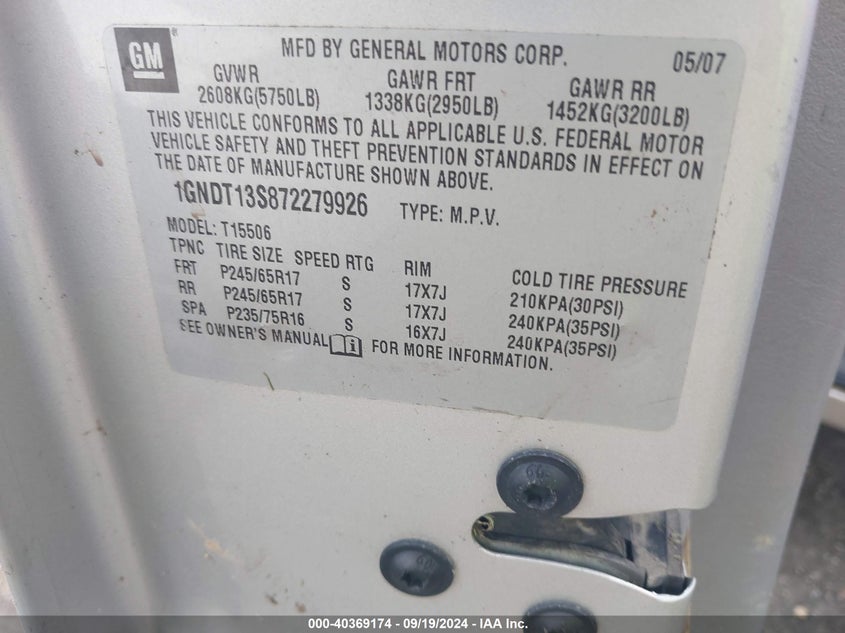 GM
MFD BY GENERAL MOTORS CORP. 05/07
GVWR GAWR FRT GAWR RR
2608KG(5750LB) 1338KG(2950LB) 1452KG(3200LB)
THIS VEHICLE CONFORMS TO ALL APPLICABLE U.S. FEDERAL MOTOR
VEHICLE SAFETY AND THEFT PREVENTION STANDARDS IN EFFECT ON
THE DATE OF MANUFACTURE SHOWN ABOVE.
1GNDT13S872279926 TYPE: M.P.V.
MODEL: T15506
TPNC TIRE SIZE SPEED RTG RIM COLD TIRE PRESSURE
FRT P245/65R17 S 17X7J 210KPA(30PSI)
RR P245/65R17 S 17X7J 240KPA(35PSI)
SPA P235/75R16 S 16X7J 240KPA(35PSI)
SEE OWNER'S MANUAL FOR MORE INFORMATION.
000-40369174 - 09/19/2024 - IAA Inc.